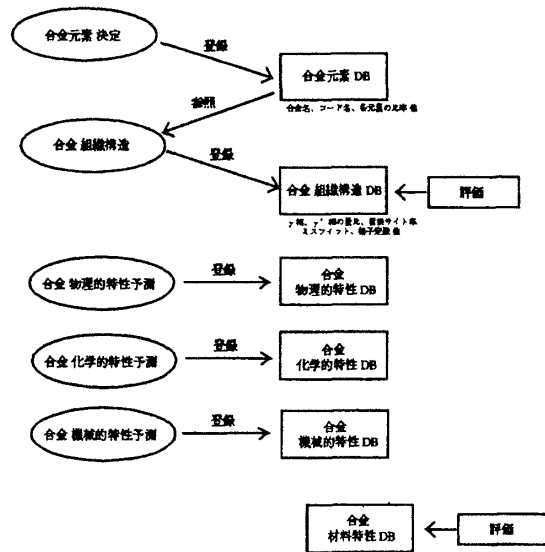 合金元素 決定
登録
合金元素 DB
合金名、コード名、各元素の比率 値
参照
合金 組織構造
登録
合金 組織構造 DB
評価
γ相、γ'相の量比、置換サイト率
ミスフィット、格子定数 値
合金 物理的特性予測
登録
合金
物理的特性 DB
合金 化学的特性予測
登録
合金
化学的特性 DB
合金 機械的特性予測
登録
合金
機械的特性 DB
合金
材料特性 DB
評価